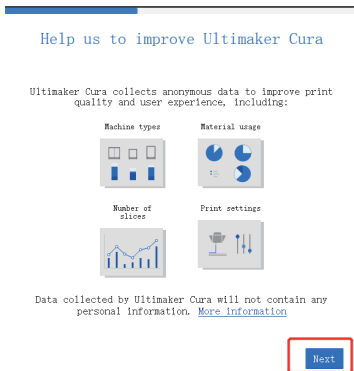 Help us to improve Ultimaker Cura
Ultimaker Cura collects anonymous data to improve print
quality and user experience, including:
Machine types
Material usage
Number of
slices
Print settings
Data collected by Ultimaker Cura will not contain any
personal information. More information
Next